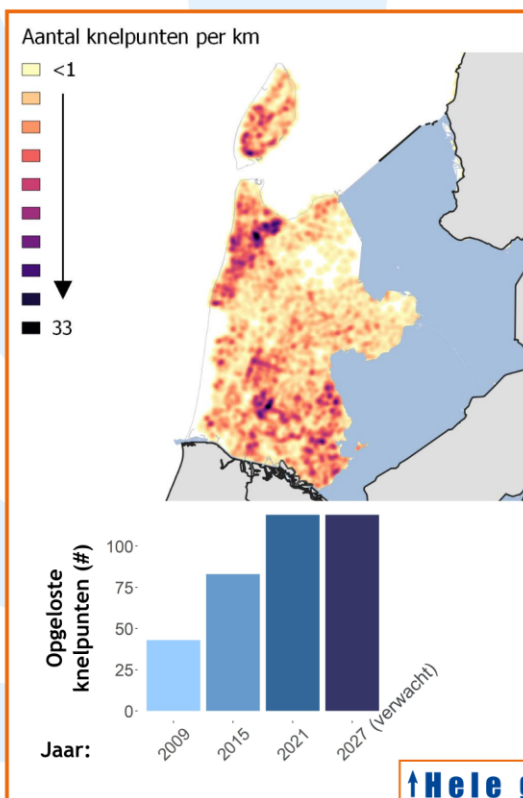 Aantal knelpunten per km
<1
33
Opgeloste
knelpunten (#)
100
75
50
25
0
2009
2015
2021
2027 (verwacht)
Jaar:
↑Hele